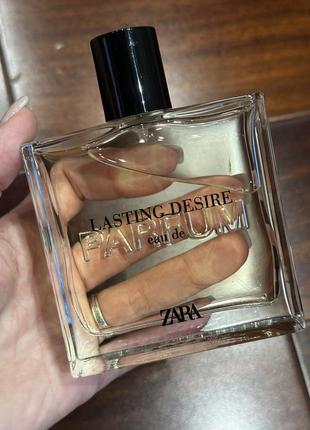 LASTING DESIRE
eau de
PARFUM
ZARA